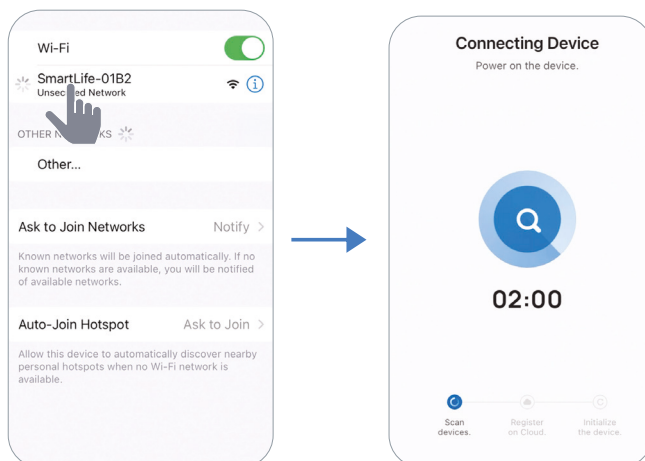 Wi-Fi
SmartLife-01B2
Network
OTHER
Other...
Ask to Join Networks
Notify
Known networks will be joined automatically. If no
known networks are available, you will be notified
of available networks.
Auto-Join Hotspot
Ask to Join
Allow this device to automatically discover nearby
personal hotspots when no Wi-Fi network is
available.
Connecting Device
Power on the device.
02:00
Scan
devices.
Register
on Cloud.
Initialize
the device.